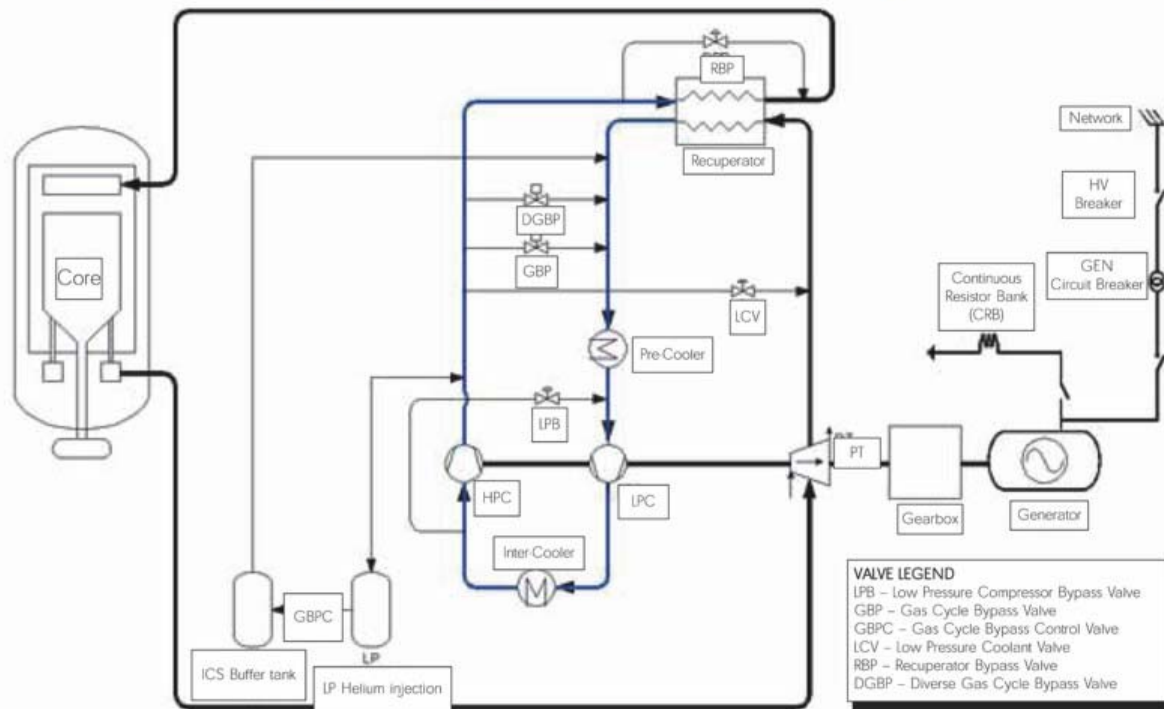 RBP
Recuperator
Network
HV
Breaker
DGBP
GBP
GEN
Circuit Breaker
Core
Continuous
Resistor Bank
(CRB)
LCV
Pre-Cooler
LPB
PT
HPC
LPC
Gearbox
Generator
Inter-Cooler
GBPC
LP
ICS Buffer tank
LP Helium injection
VALVE LEGEND
LPB – Low Pressure Compressor Bypass Valve
GBP – Gas Cycle Bypass Valve
GBPC – Gas Cycle Bypass Control Valve
LCV – Low Pressure Coolant Valve
RBP – Recuperator Bypass Valve
DGBP – Diverse Gas Cycle Bypass Valve